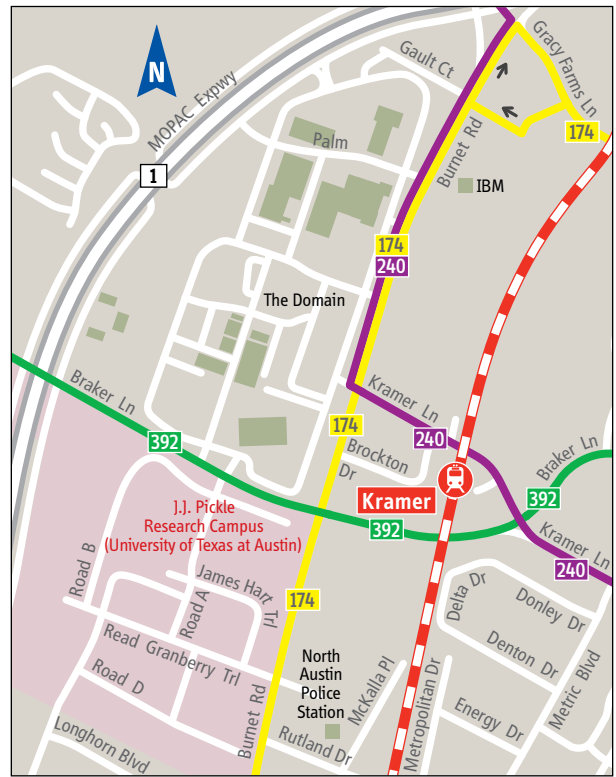 N
MOPAC Expwy
1
Gault Ct
Gracy Farms Ln
174
Burnet Rd
Palm
IBM
174
240
The Domain
Braker Ln
392
Kramer Ln
174
240
Brockton
Dr
Kramer
Braker Ln
392
392
J.J. Pickle
Research Campus
(University of Texas at Austin)
Kramer Ln
240
Road B
James Hart
Trl
Road A
174
Delta Dr
Donley Dr
Denton Dr
Read Granberry Trl
Road D
North
Austin
Police
Station
McKalla Pl
Metropolitan Dr
Metric Blvd
Energy Dr
Longhorn Blvd
Burnet Rd
Rutland Dr